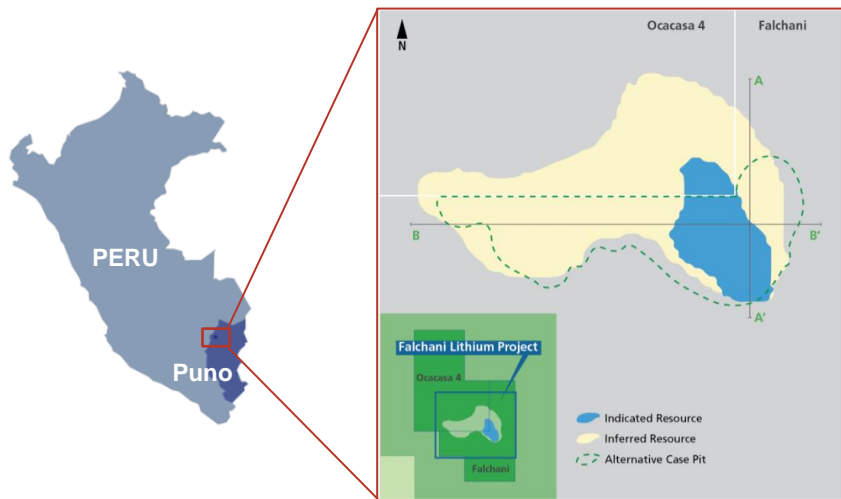 PERU
Puno
N
Ocacasa 4
Falchani
A
B
B'
A'
Falchani Lithium Project
Ocacasa 4
Falchani
Indicated Resource
Inferred Resource
Alternative Case Pit